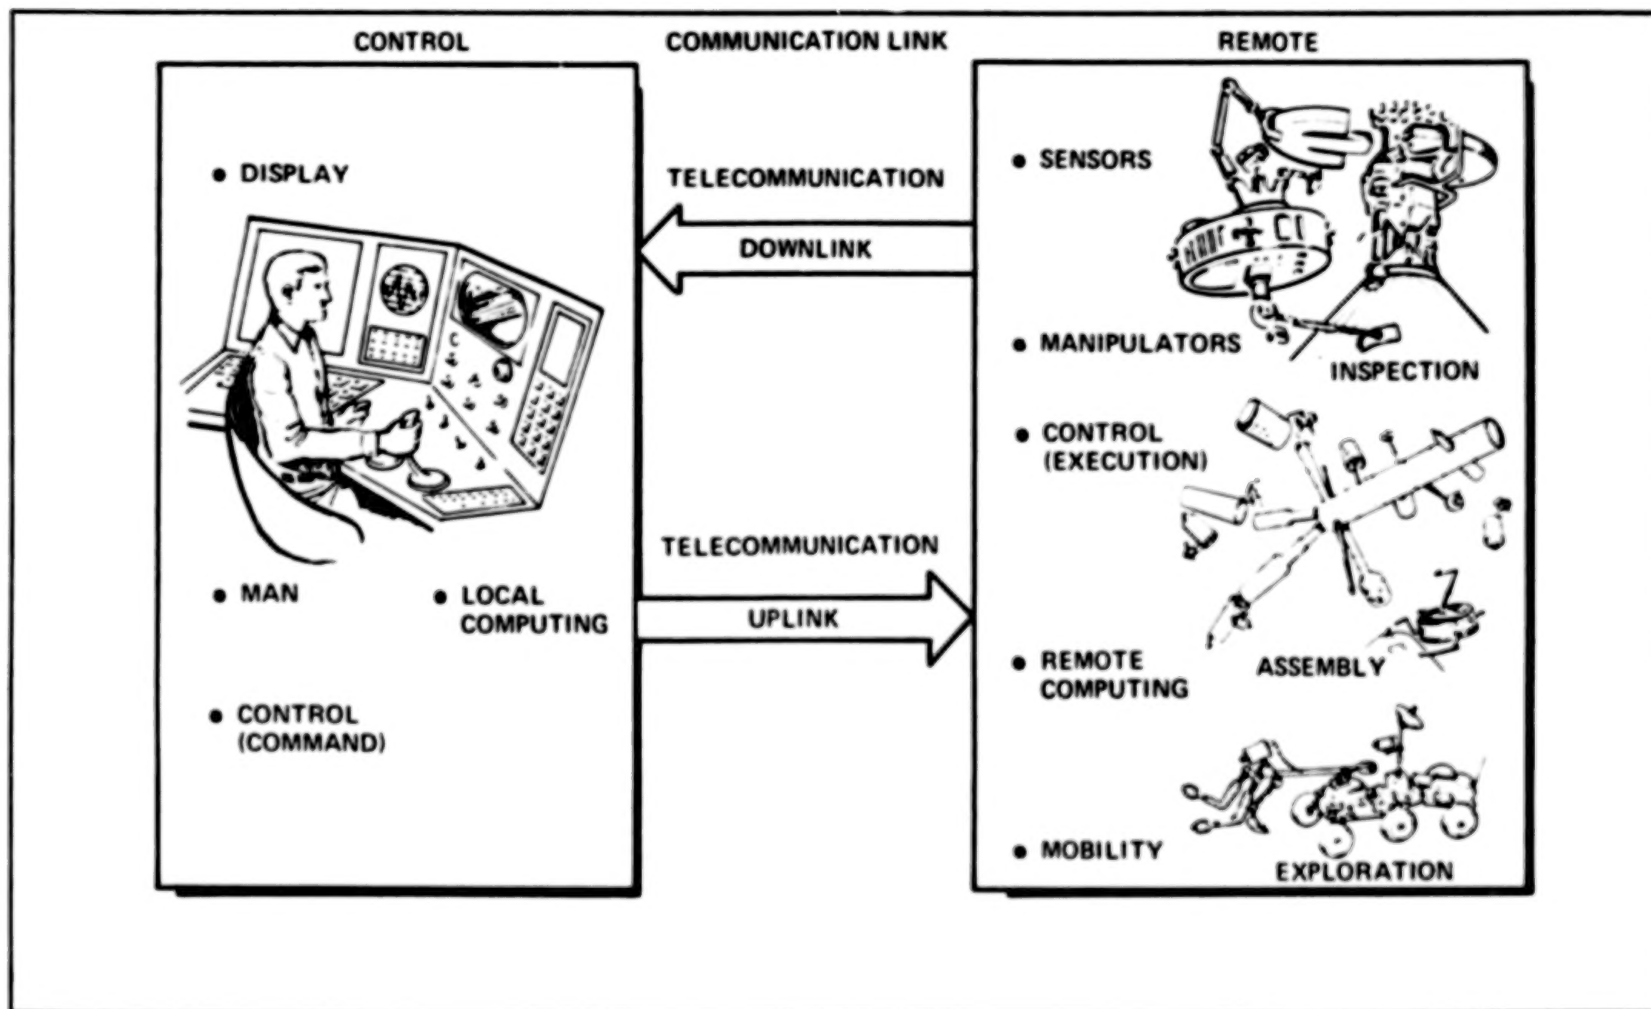 CONTROL
COMMUNICATION LINK
REMOTE
• DISPLAY
• MAN
• LOCAL
COMPUTING
• CONTROL
(COMMAND)
TELECOMMUNICATION
DOWNLINK
TELECOMMUNICATION
UPLINK
• SENSORS
• MANIPULATORS
INSPECTION
• CONTROL
(EXECUTION)
• REMOTE
COMPUTING
ASSEMBLY
• MOBILITY
EXPLORATION